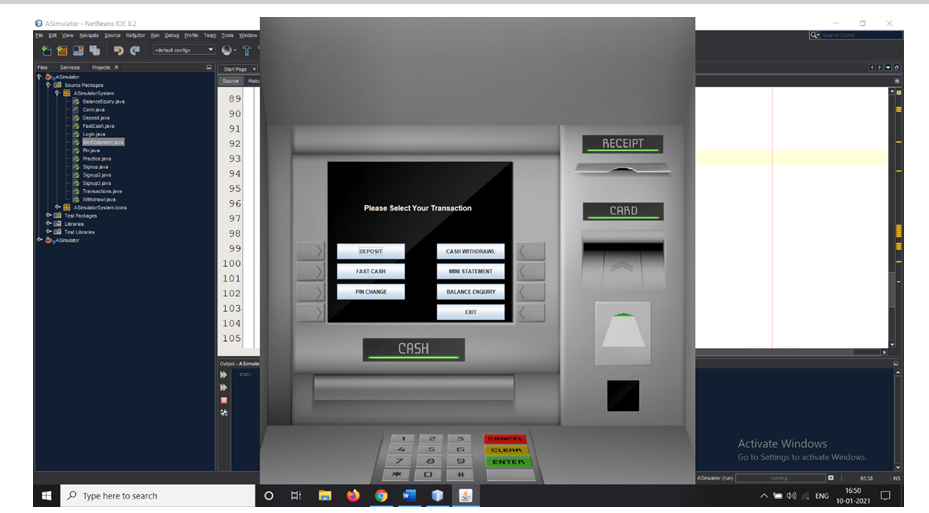 ASimulator - NetBeans IDE 8.2
File Edit View Navigate Source Refactor Run Debug Profile Team Tools Window
Search (Ctrl+I)
<default config>
Files Services Projects
Start Page
Source
ASimulator
Source Packages
ASimulatorSystem
BalanceEnquiry.java
Conn.java
Deposit.java
FastCash.java
Login.java
MiniStatement.java
Pin.java
Practice.java
Signup.java
Signup2.java
Signup3.java
Transactions.java
Withdrawl.java
ASimulatorSystem.icons
Test Packages
Libraries
Test Libraries
ASimulator
89
90
91
92
93
94
95
96
97
98
99
100
101
102
103
104
105
RECEIPT
CARD
Please Select Your Transaction
DEPOSIT CASH WITHDRAWL
FAST CASH MINI STATEMENT
PIN CHANGE BALANCE ENQUIRY
EXIT
CASH
1 2 3 CANCEL
4 5 6 CLEAR
7 8 9 ENTER
* 0 #
Output - ASimula
run:
Activate Windows
Go to Settings to activate Windows.
ASimulator (run) running... 93:36 INS
Type here to search
ENG
16:50
10-01-2021